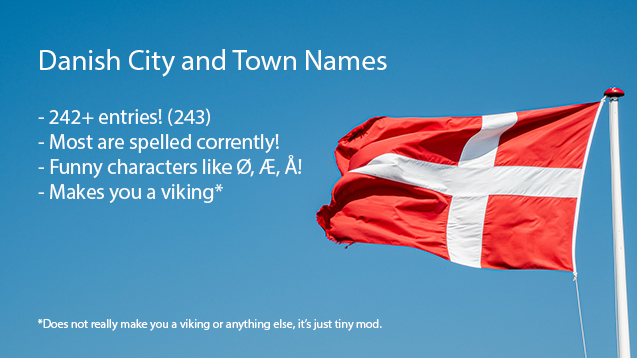 Danish City and Town Names
- 242+ entries! (243)
- Most are spelled corrently!
- Funny characters like Ø, Æ, Å!
- Makes you a viking*
*Does not really make you a viking or anything else, it's just tiny mod.